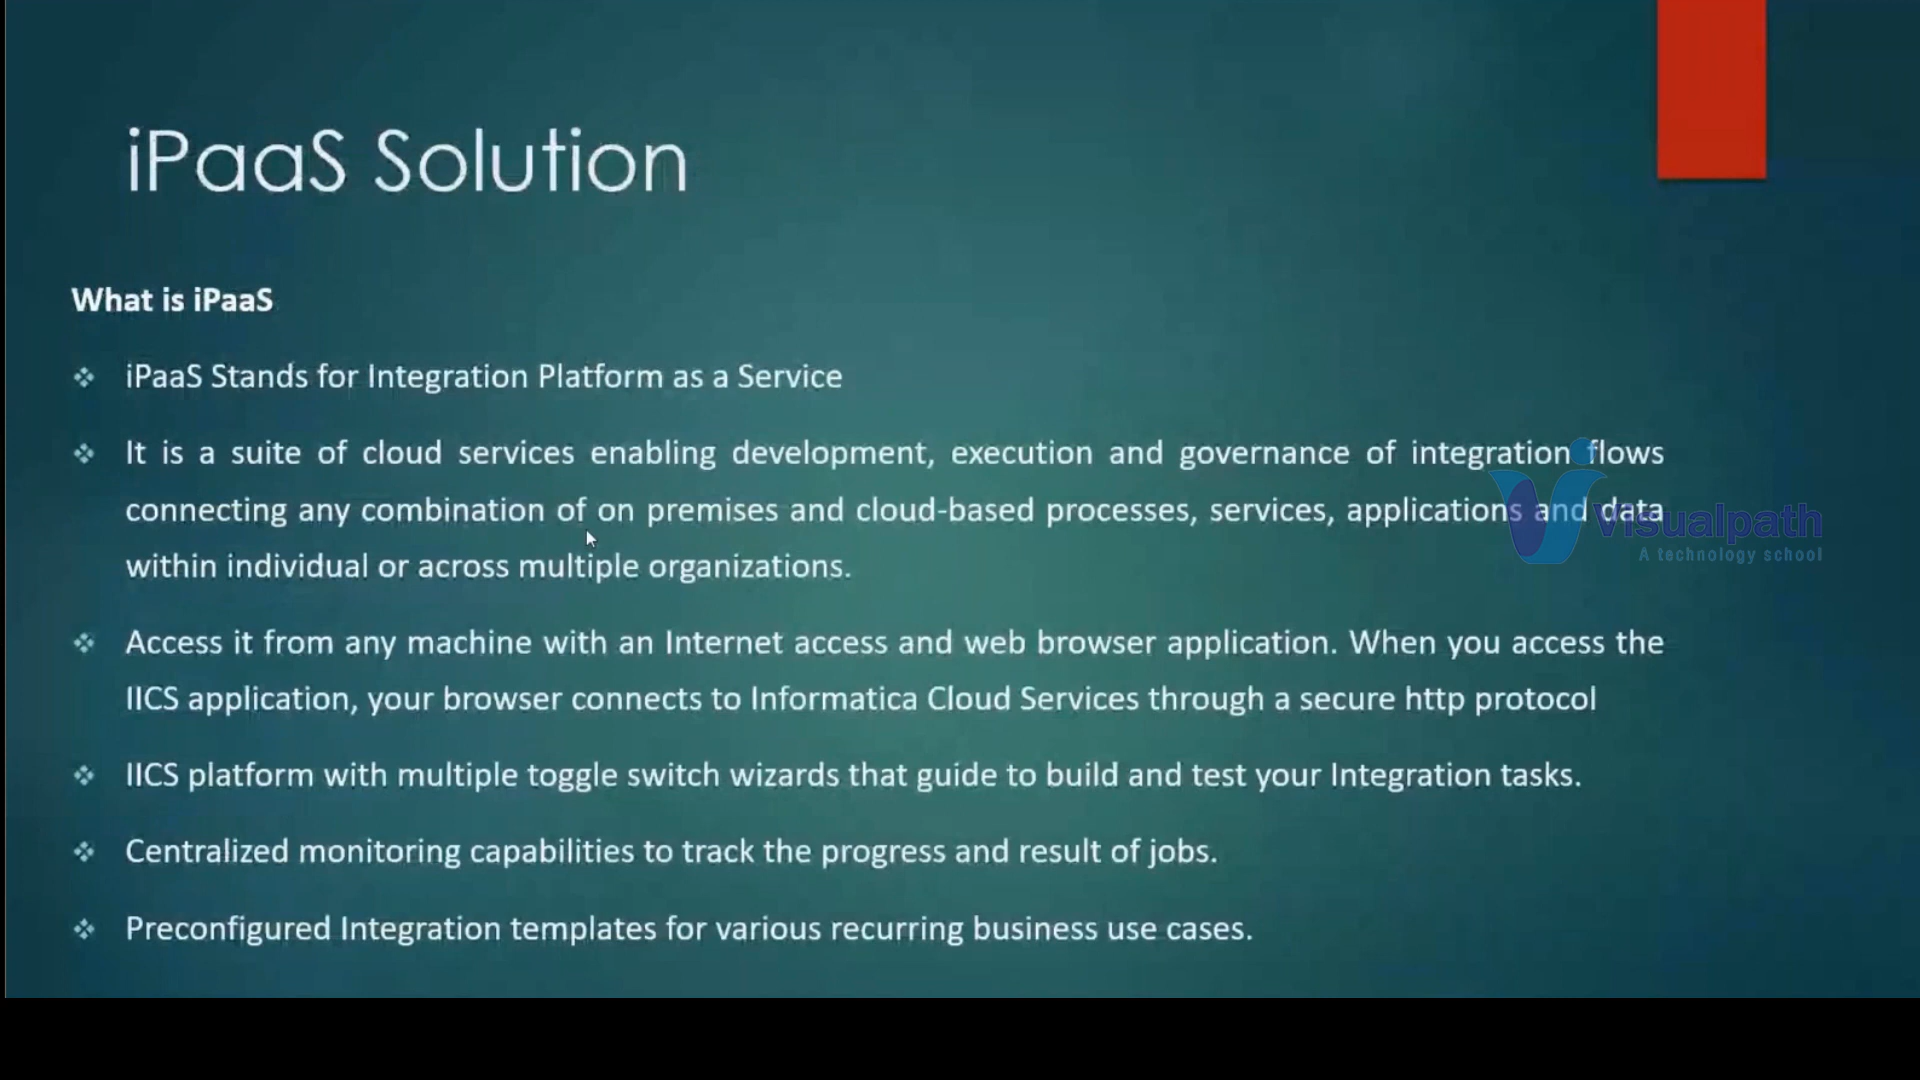 iPaaS Solution
What is iPaaS
iPaaS Stands for Integration Platform as a Service
It is a suite of cloud services enabling development, execution and governance of integration flows
connecting any combination of on premises and cloud-based processes, services, applications and data
within individual or across multiple organizations.
Visualpath
A technology school
Access it from any machine with an Internet access and web browser application. When you access the
IICS application, your browser connects to Informatica Cloud Services through a secure http protocol
IICS platform with multiple toggle switch wizards that guide to build and test your Integration tasks.
Centralized monitoring capabilities to track the progress and result of jobs.
Preconfigured Integration templates for various recurring business use cases.